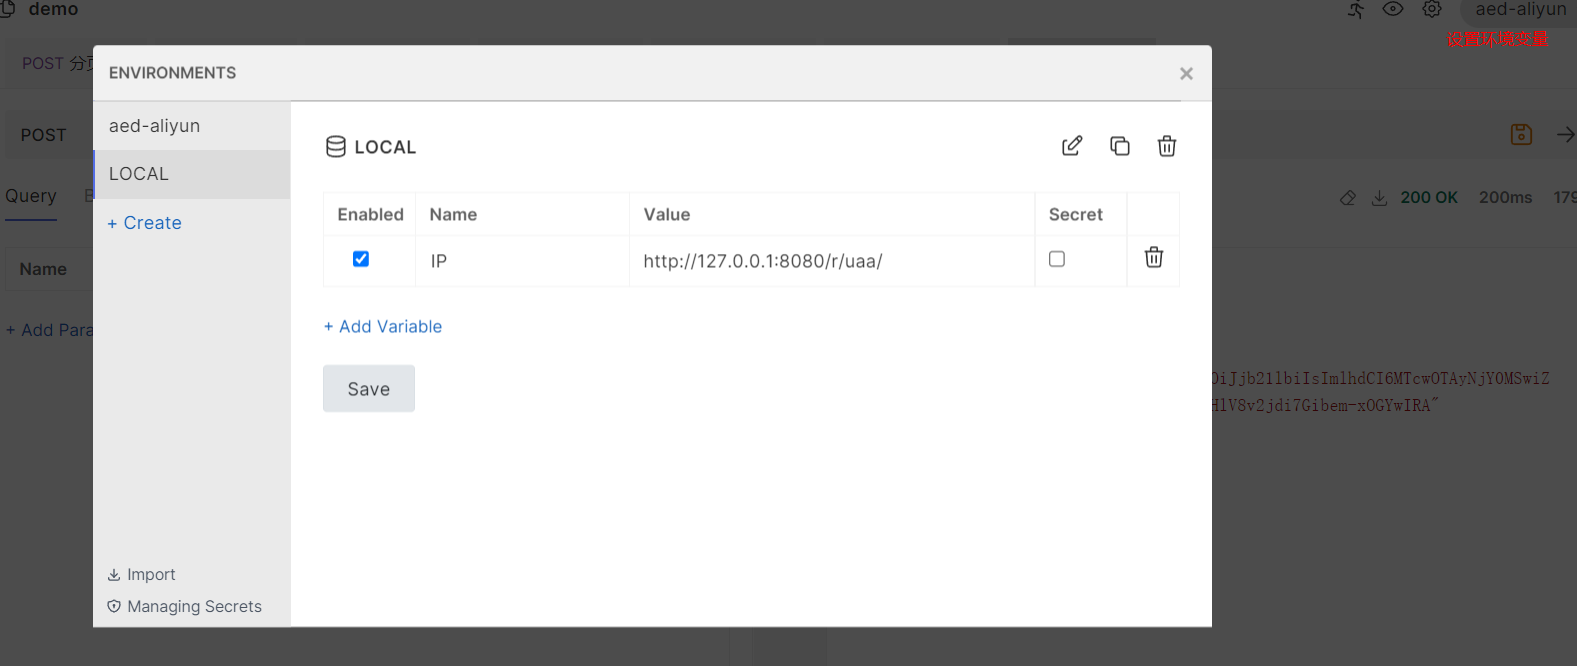 demo
aed-aliyun
设置环境变量
POST 分页
ENVIRONMENTS
aed-aliyun
LOCAL
+ Create
Import
Managing Secrets
LOCAL
Enabled Name Value Secret
IP http://127.0.0.1:8080/r/uaa/
+ Add Variable
Save
POST
Query B
200 OK 200ms 179
Name
+ Add Para
OiJjb21lbiIsImlhdCI6MTcwOTAyNjY0MSwiZ
HlV8v2jdi7Gibem-xOGYwIRA"